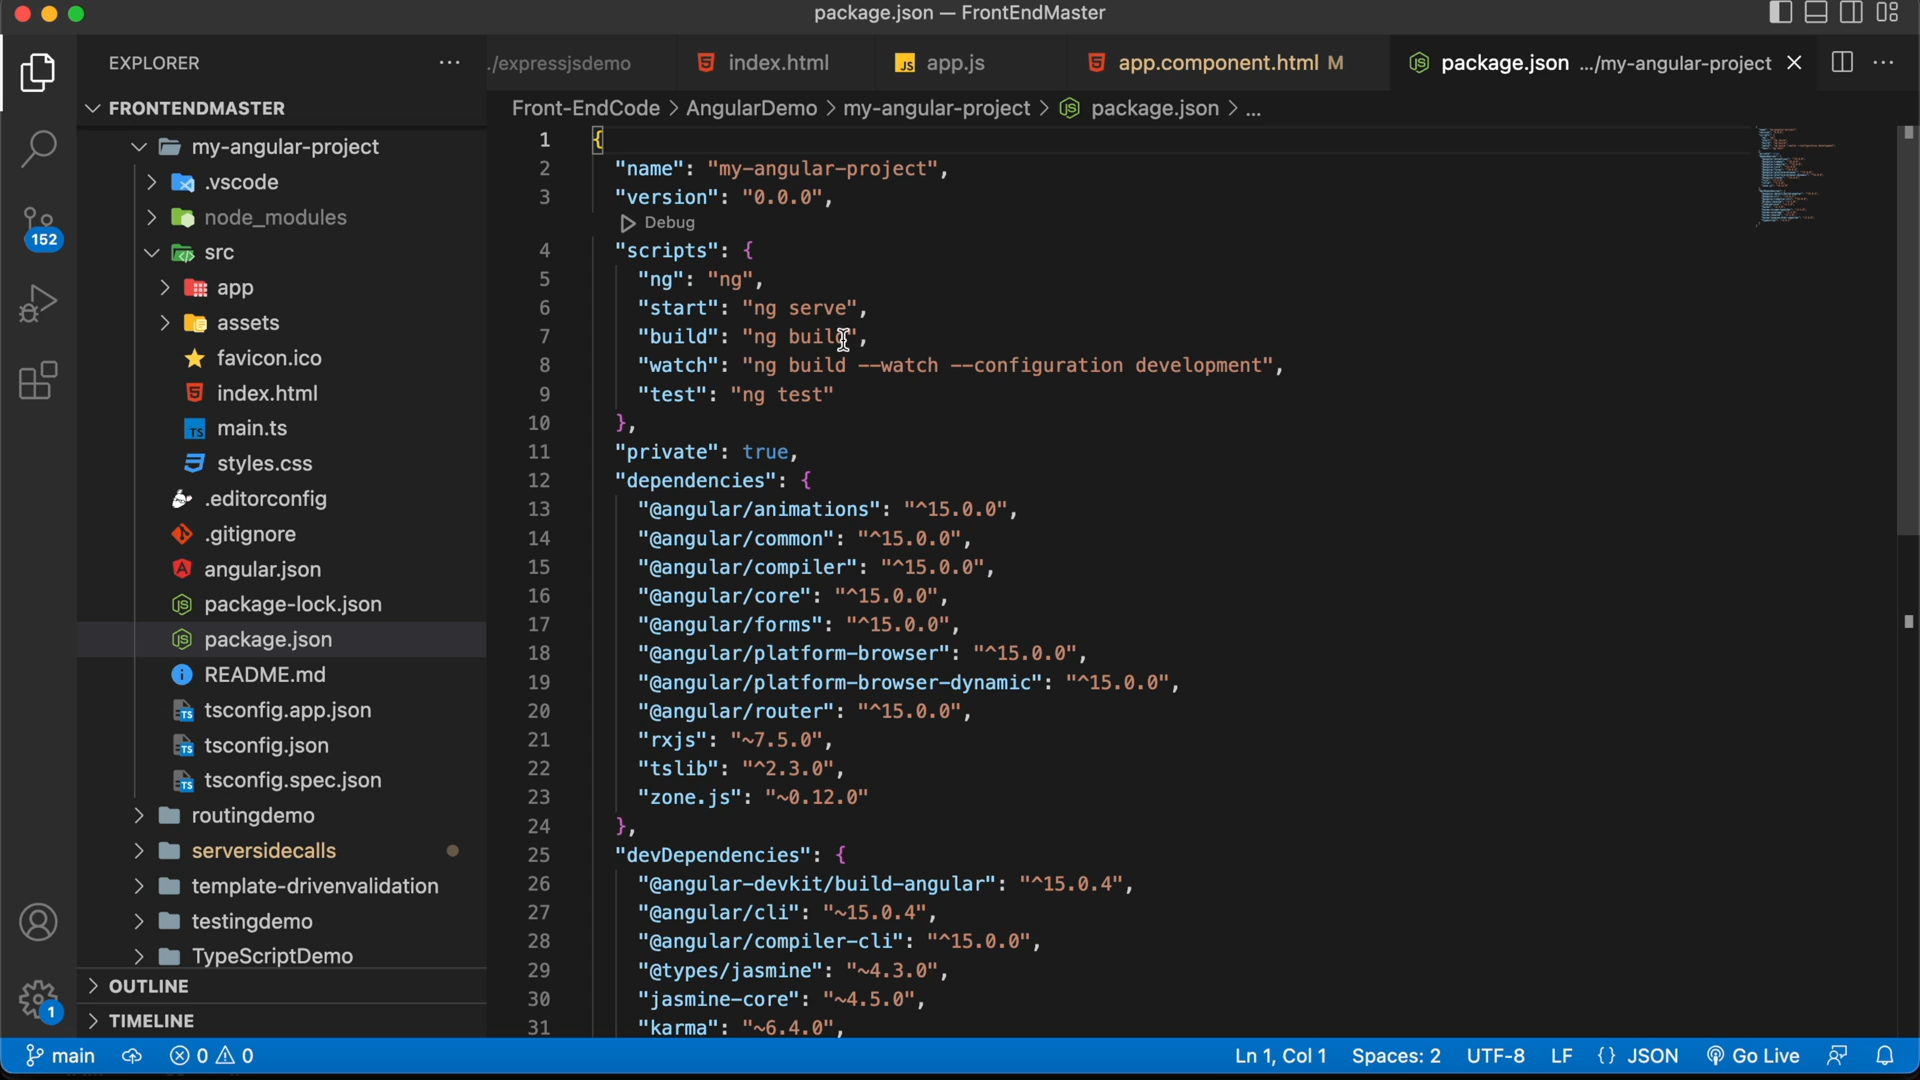 package.json — FrontEndMaster
EXPLORER
./expressjsdemo
index.html
app.js
app.component.html M
package.json .../my-angular-project
FRONTENDMASTER
Front-EndCode > AngularDemo > my-angular-project > package.json > ...
my-angular-project
.vscode
node_modules
src
app
assets
favicon.ico
index.html
main.ts
styles.css
.editorconfig
.gitignore
angular.json
package-lock.json
package.json
README.md
tsconfig.app.json
tsconfig.json
tsconfig.spec.json
routingdemo
serversidecalls
template-drivenvalidation
testingdemo
TypeScriptDemo
OUTLINE
TIMELINE
152
1
1 {
2 "name": "my-angular-project",
3 "version": "0.0.0",
Debug
4 "scripts": {
5 "ng": "ng",
6 "start": "ng serve",
7 "build": "ng build",
8 "watch": "ng build --watch --configuration development",
9 "test": "ng test"
10 },
11 "private": true,
12 "dependencies": {
13 "@angular/animations": "^15.0.0",
14 "@angular/common": "^15.0.0",
15 "@angular/compiler": "^15.0.0",
16 "@angular/core": "^15.0.0",
17 "@angular/forms": "^15.0.0",
18 "@angular/platform-browser": "^15.0.0",
19 "@angular/platform-browser-dynamic": "^15.0.0",
20 "@angular/router": "^15.0.0",
21 "rxjs": "~7.5.0",
22 "tslib": "^2.3.0",
23 "zone.js": "~0.12.0"
24 },
25 "devDependencies": {
26 "@angular-devkit/build-angular": "^15.0.4",
27 "@angular/cli": "~15.0.4",
28 "@angular/compiler-cli": "^15.0.0",
29 "@types/jasmine": "~4.3.0",
30 "jasmine-core": "~4.5.0",
31 "karma": "~6.4.0",
main
0 0
Ln 1, Col 1
Spaces: 2
UTF-8
LF
{} JSON
Go Live